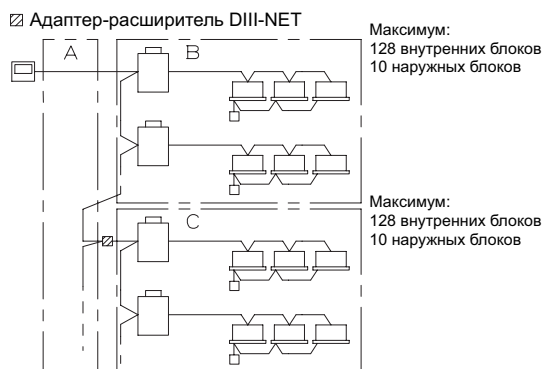 Адаптер-расширитель DIII-NET
Максимум:
128 внутренних блоков
10 наружных блоков
A
B
Максимум:
128 внутренних блоков
10 наружных блоков
C